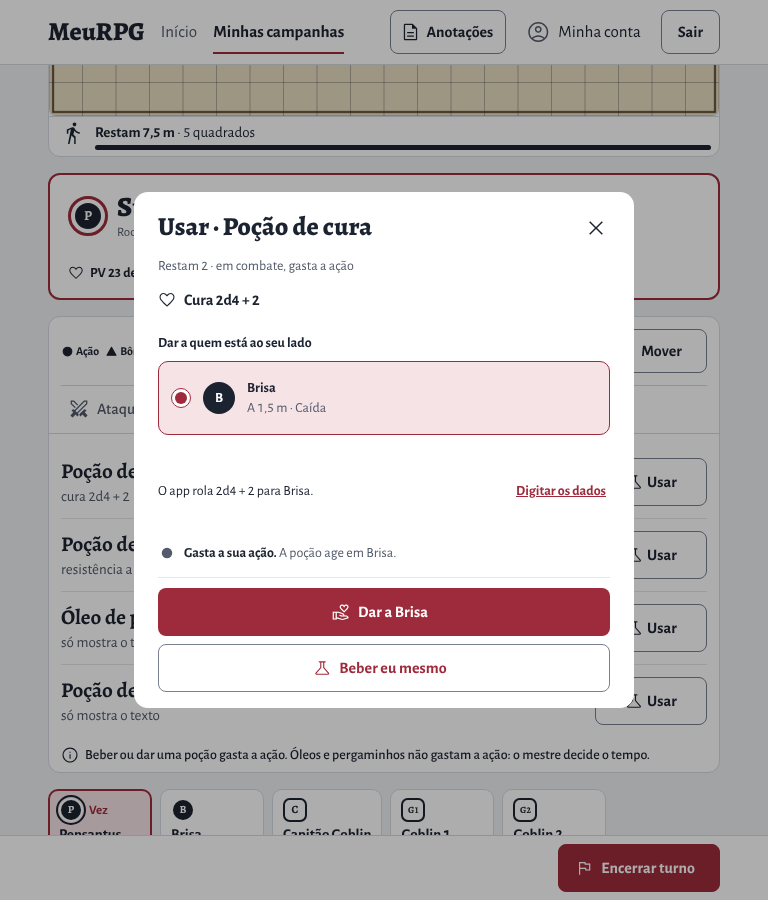 MeuRPG Início Minhas campanhas Anotações Minha conta Sair
Restam 7,5 m · 5 quadrados
P
PV 23 de
Usar · Poção de cura
Restam 2 · em combate, gasta a ação
Cura 2d4 + 2
Dar a quem está ao seu lado
B
Brisa
A 1,5 m · Caída
O app rola 2d4 + 2 para Brisa. Digitar os dados
Gasta a sua ação. A poção age em Brisa.
Dar a Brisa
Beber eu mesmo
Ação Mover
Poção de
cura 2d4 + 2
Usar
Poção de
resistência a
Usar
Óleo de
só mostra o
Usar
Poção de
só mostra o texto
Usar
Beber ou dar uma poção gasta a ação. Óleos e pergaminhos não gastam a ação: o mestre decide o tempo.
P Vez
B
Brisa
C
Capitão Goblin
G1
Goblin 1
G2
Goblin 2
Encerrar turno